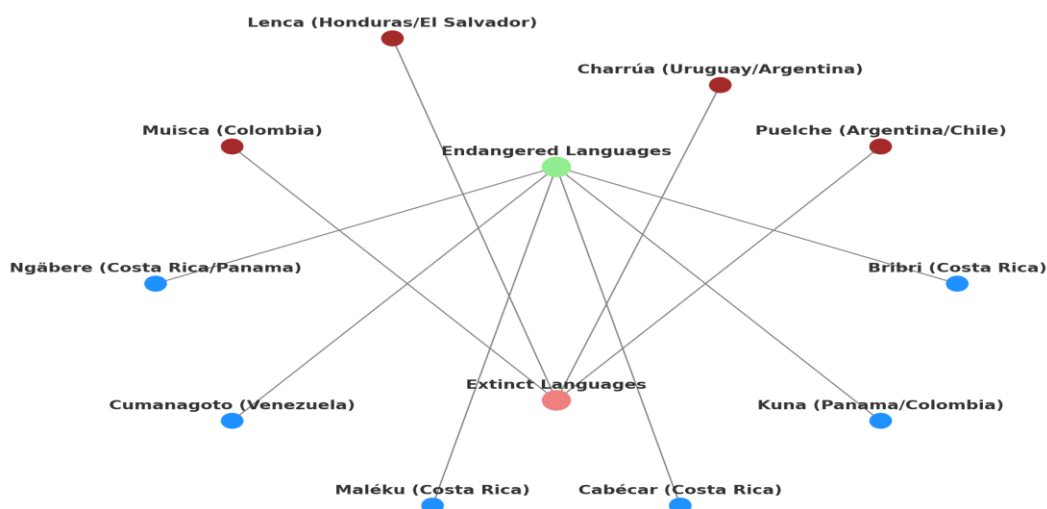 Lenca (Honduras/El Salvador)
Charrúa (Uruguay/Argentina)
Muisca (Colombia)
Puelche (Argentina/Chile)
Endangered Languages
Ngäbere (Costa Rica/Panama)
Bribri (Costa Rica)
Extinct Languages
Cumanagoto (Venezuela)
Kuna (Panama/Colombia)
Maléku (Costa Rica)
Cabécar (Costa Rica)